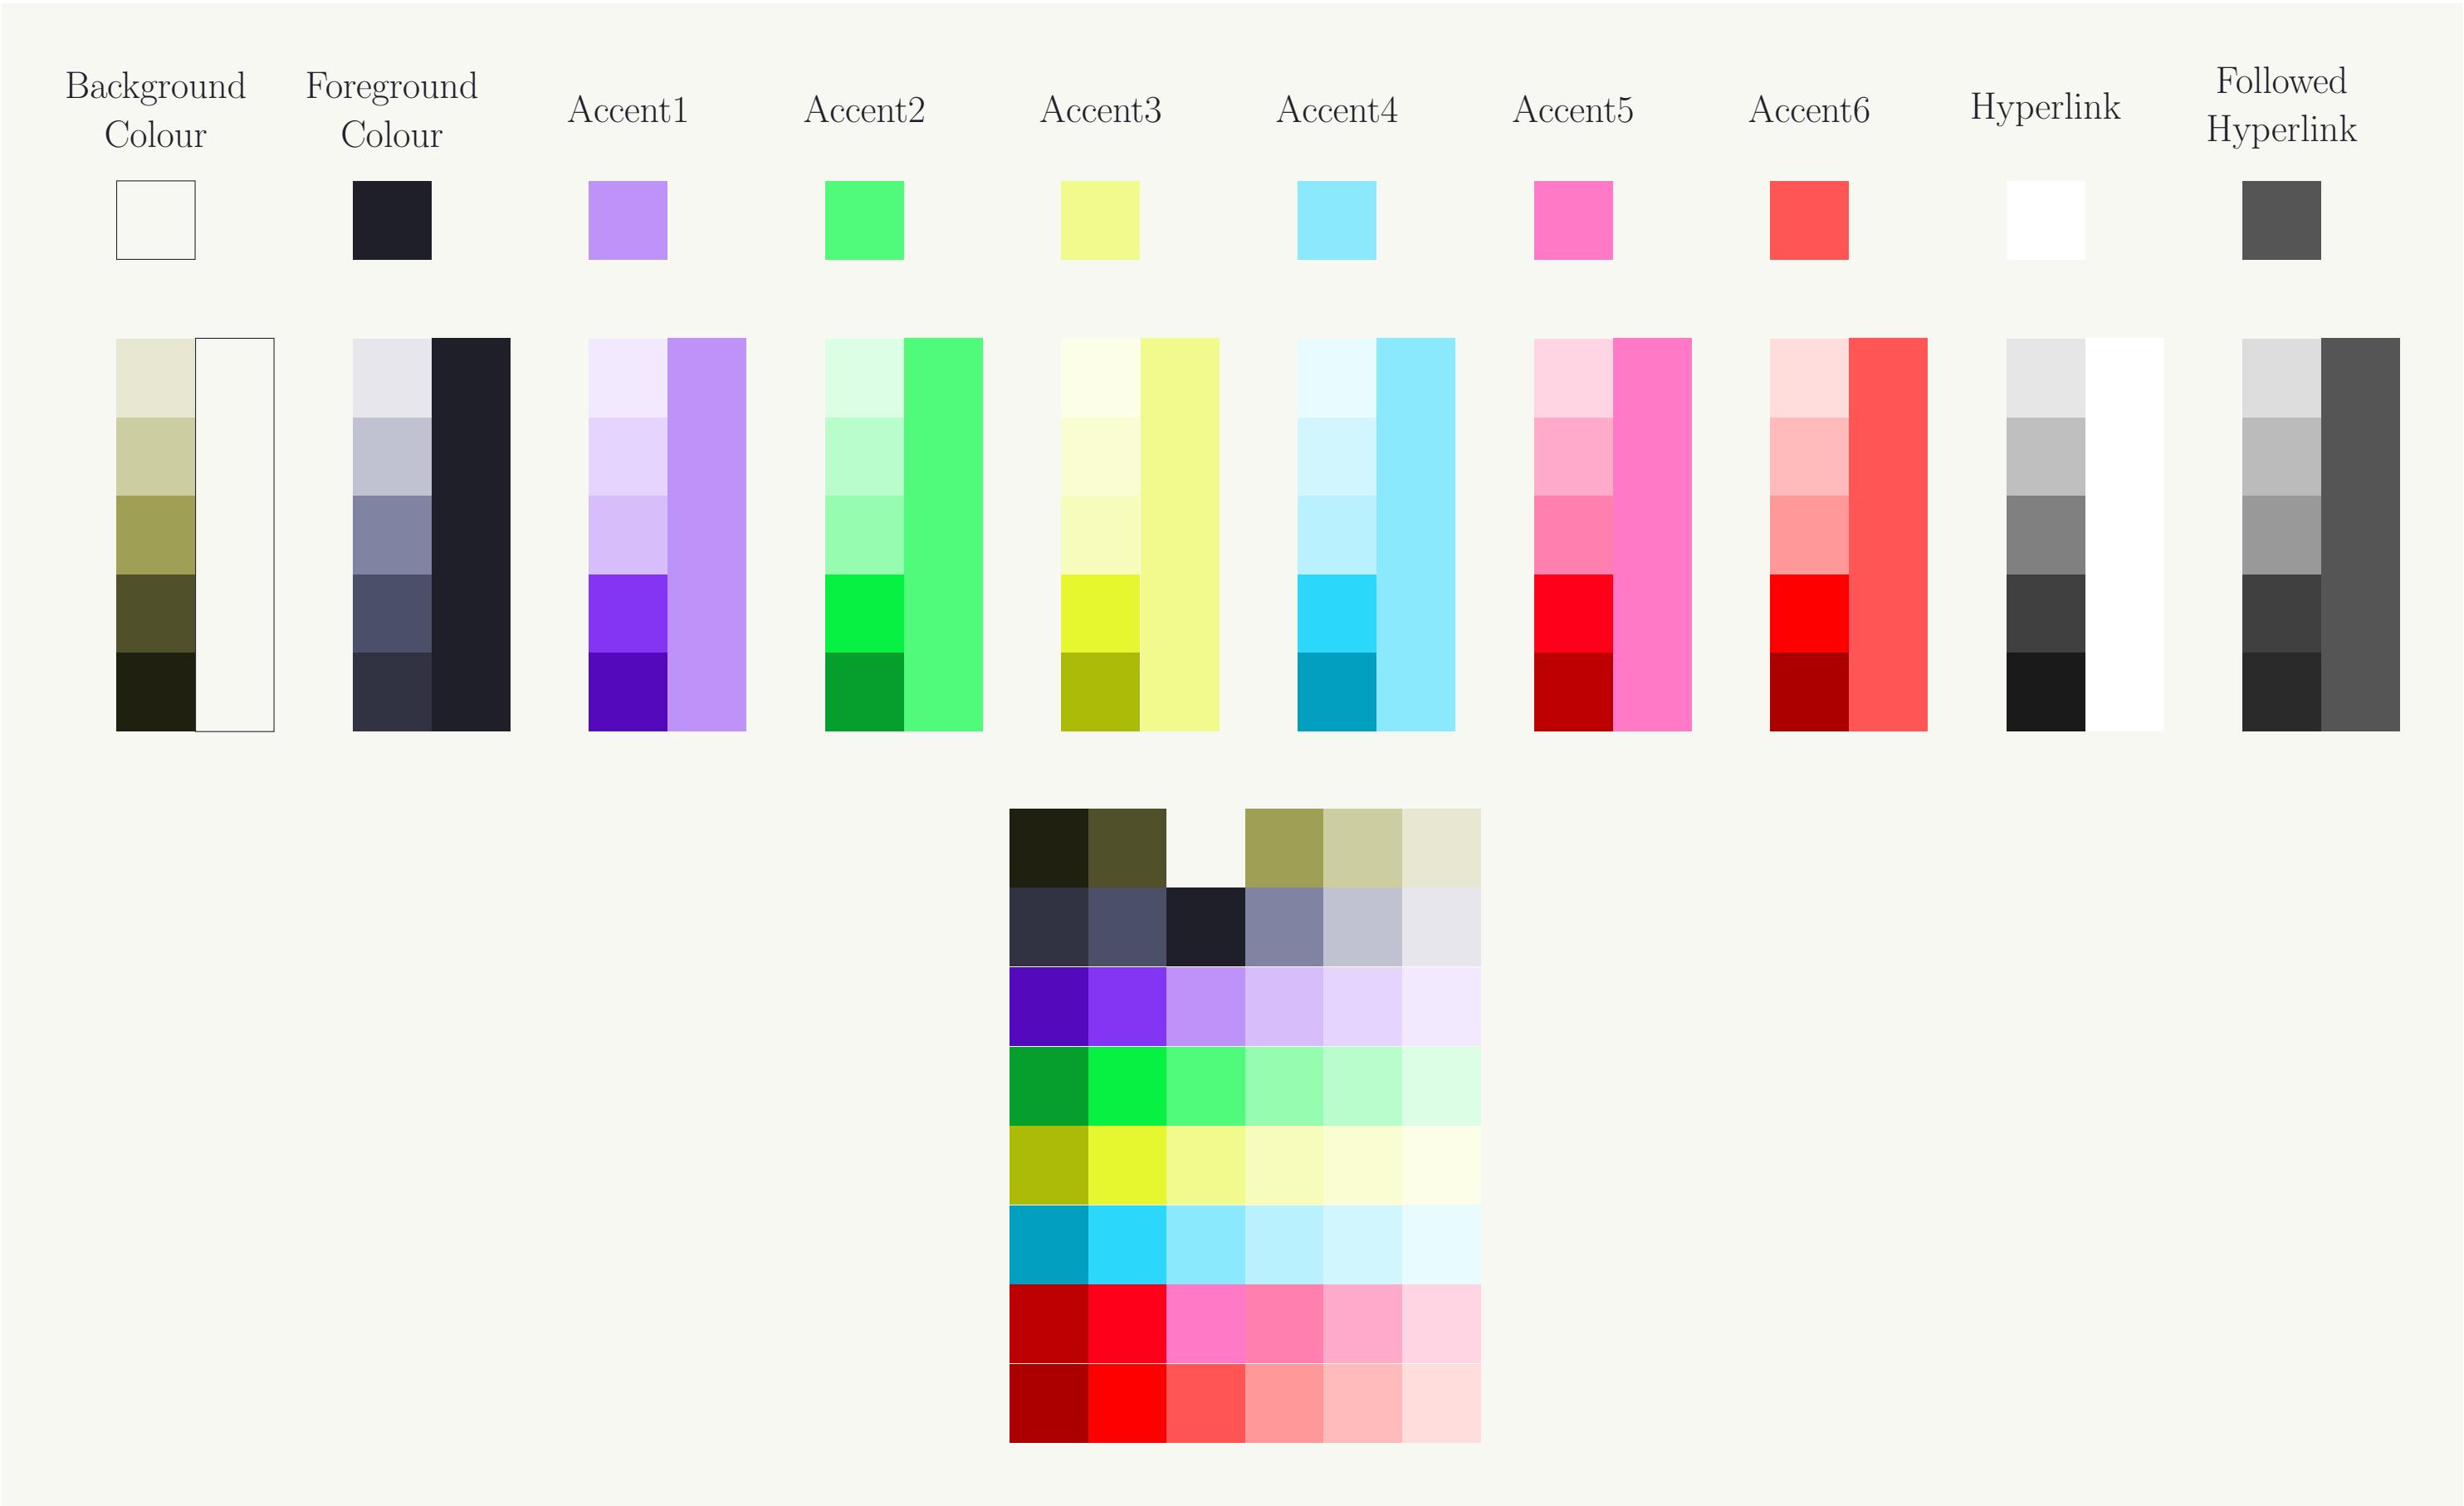 Background
Colour
Foreground
Colour
Accent1
Accent2
Accent3
Accent4
Accent5
Accent6
Hyperlink
Followed
Hyperlink